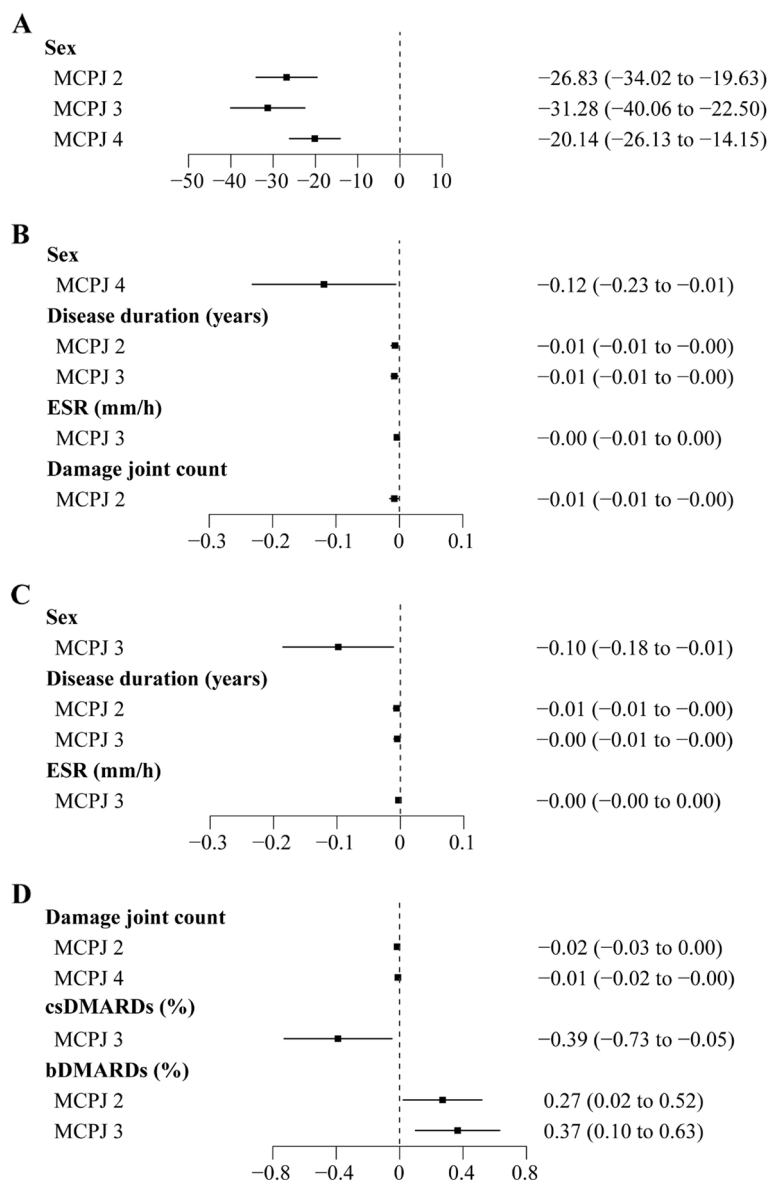 A
Sex
MCPJ 2 −26.83 (−34.02 to −19.63)
MCPJ 3 −31.28 (−40.06 to −22.50)
MCPJ 4 −20.14 (−26.13 to −14.15)
−50 −40 −30 −20 −10 0 10
B
Sex
MCPJ 4 −0.12 (−0.23 to −0.01)
Disease duration (years)
MCPJ 2 −0.01 (−0.01 to −0.00)
MCPJ 3 −0.01 (−0.01 to −0.00)
ESR (mm/h)
MCPJ 3 −0.00 (−0.01 to 0.00)
Damage joint count
MCPJ 2 −0.01 (−0.01 to −0.00)
−0.3 −0.2 −0.1 0 0.1
C
Sex
MCPJ 3 −0.10 (−0.18 to −0.01)
Disease duration (years)
MCPJ 2 −0.01 (−0.01 to −0.00)
MCPJ 3 −0.00 (−0.01 to −0.00)
ESR (mm/h)
MCPJ 3 −0.00 (−0.00 to 0.00)
−0.3 −0.2 −0.1 0 0.1
D
Damage joint count
MCPJ 2 −0.02 (−0.03 to 0.00)
MCPJ 4 −0.01 (−0.02 to −0.00)
csDMARDs (%)
MCPJ 3 −0.39 (−0.73 to −0.05)
bDMARDs (%)
MCPJ 2 0.27 (0.02 to 0.52)
MCPJ 3 0.37 (0.10 to 0.63)
−0.8 −0.4 0 0.4 0.8